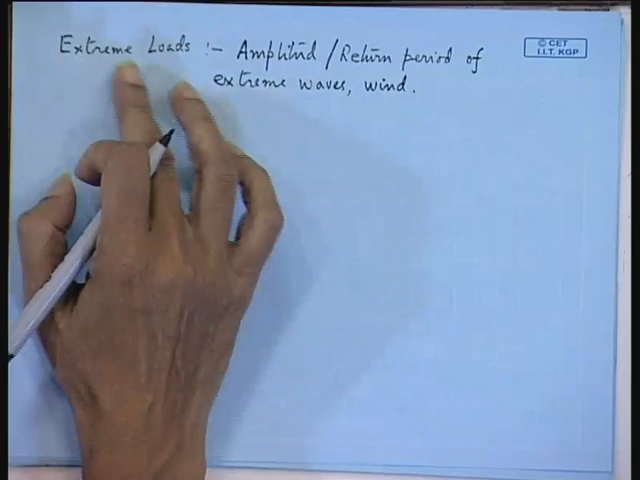 Extreme Loads :- Amplitud / Return period of
extreme waves, wind.
© CET
I.I.T. KGP